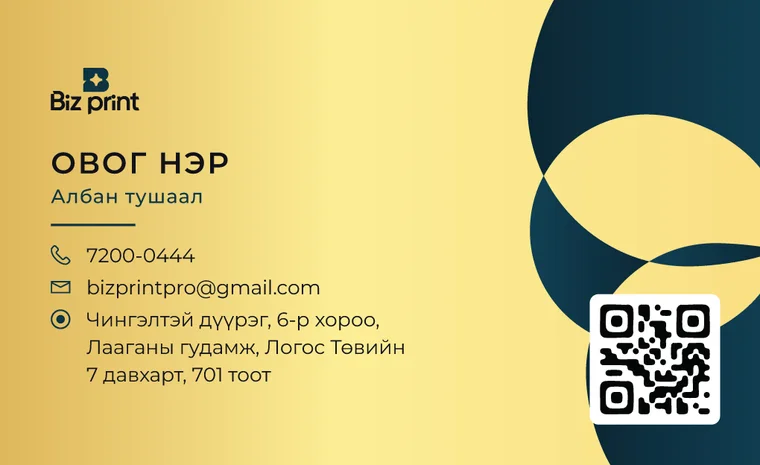 Biz print
ОВОГ НЭР
Албан тушаал
7200-0444
bizprintpro@gmail.com
Чингэлтэй дүүрэг, 6-р хороо,
Лааганы гудамж, Логос Төвийн
7 давхарт, 701 тоот